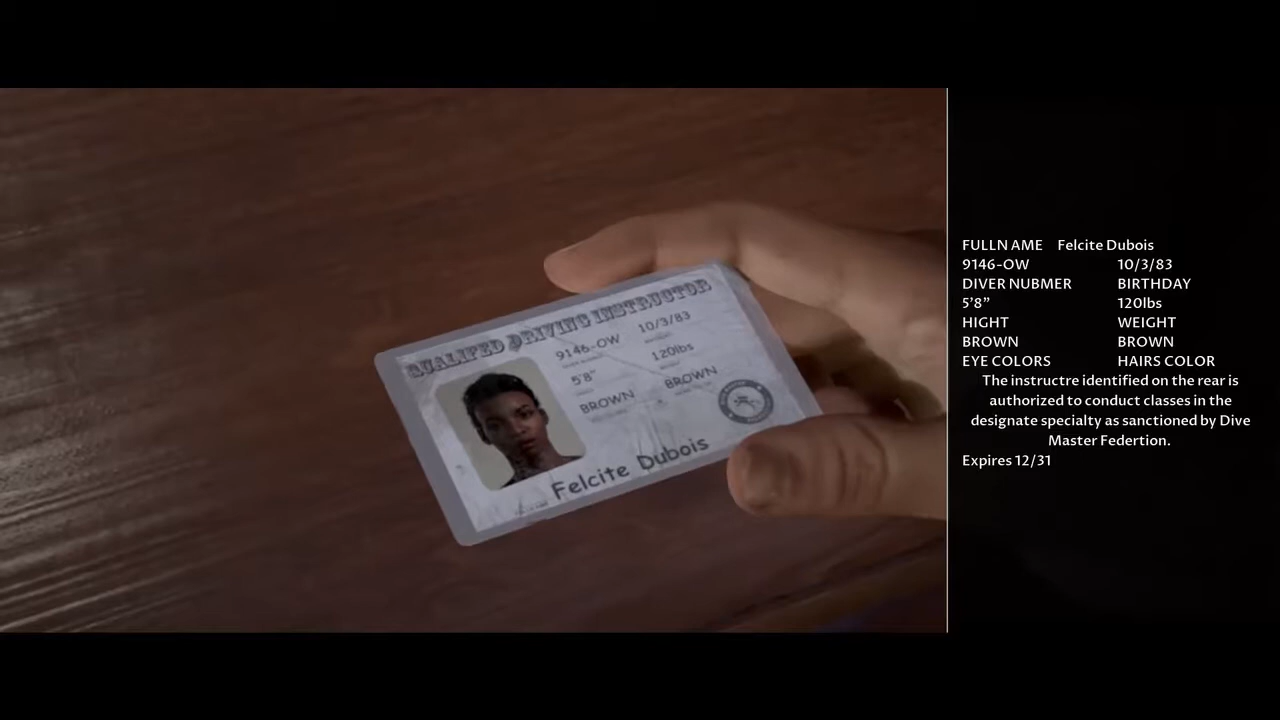 QUALIFED DRIVING INSTRUCTOR
9146-OW 10/3/83
5'8" 120lbs
BROWN BROWN
Felcite Dubois
FULLN AME Felcite Dubois
9146-OW 10/3/83
DIVER NUBMER BIRTHDAY
5'8” 120lbs
HIGHT WEIGHT
BROWN BROWN
EYE COLORS HAIRS COLOR
The instructre identified on the rear is
authorized to conduct classes in the
designate specialty as sanctioned by Dive
Master Federtion.
Expires 12/31